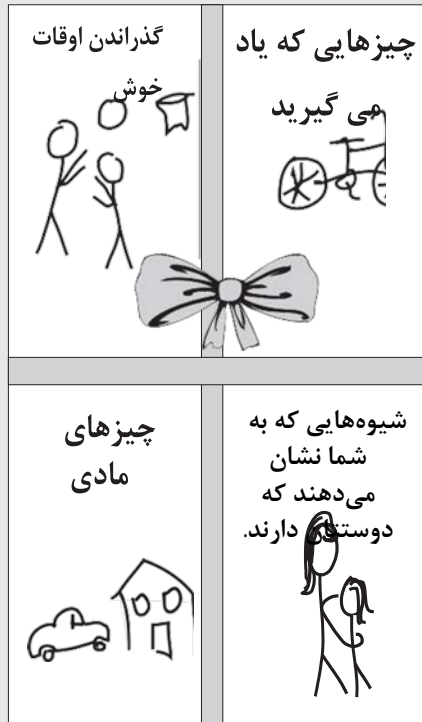 چیزهایی که یاد
می گیرید
گذراندن اوقات
خوش
شیوه‌هایی که به
شما نشان
می‌دهند که
دوستتان دارند.
چیزهای
مادی